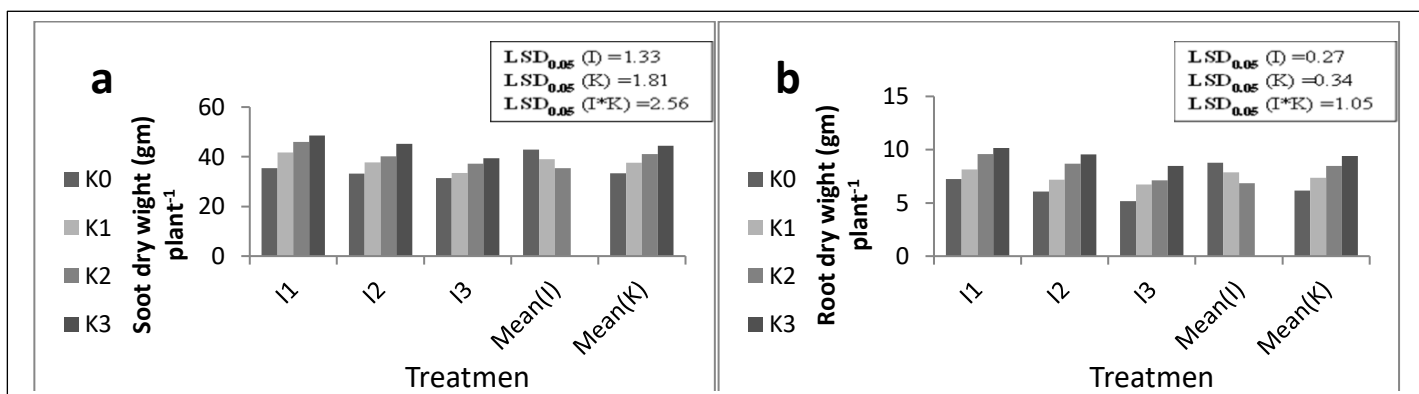 a
LSD0.05 (I) =1.33
LSD0.05 (K) =1.81
LSD0.05 (I*K) =2.56
Soot dry wight (gm)
plant-1
60
40
20
0
K0
K1
K2
K3
I1
I2
I3
Mean(I)
Mean(K)
Treatmen
b
LSD0.05 (I) =0.27
LSD0.05 (K) =0.34
LSD0.05 (I*K) =1.05
Root dry wight (gm)
plant-1
15
10
5
0
K0
K1
K2
K3
I1
I2
I3
Mean(I)
Mean(K)
Treatmen